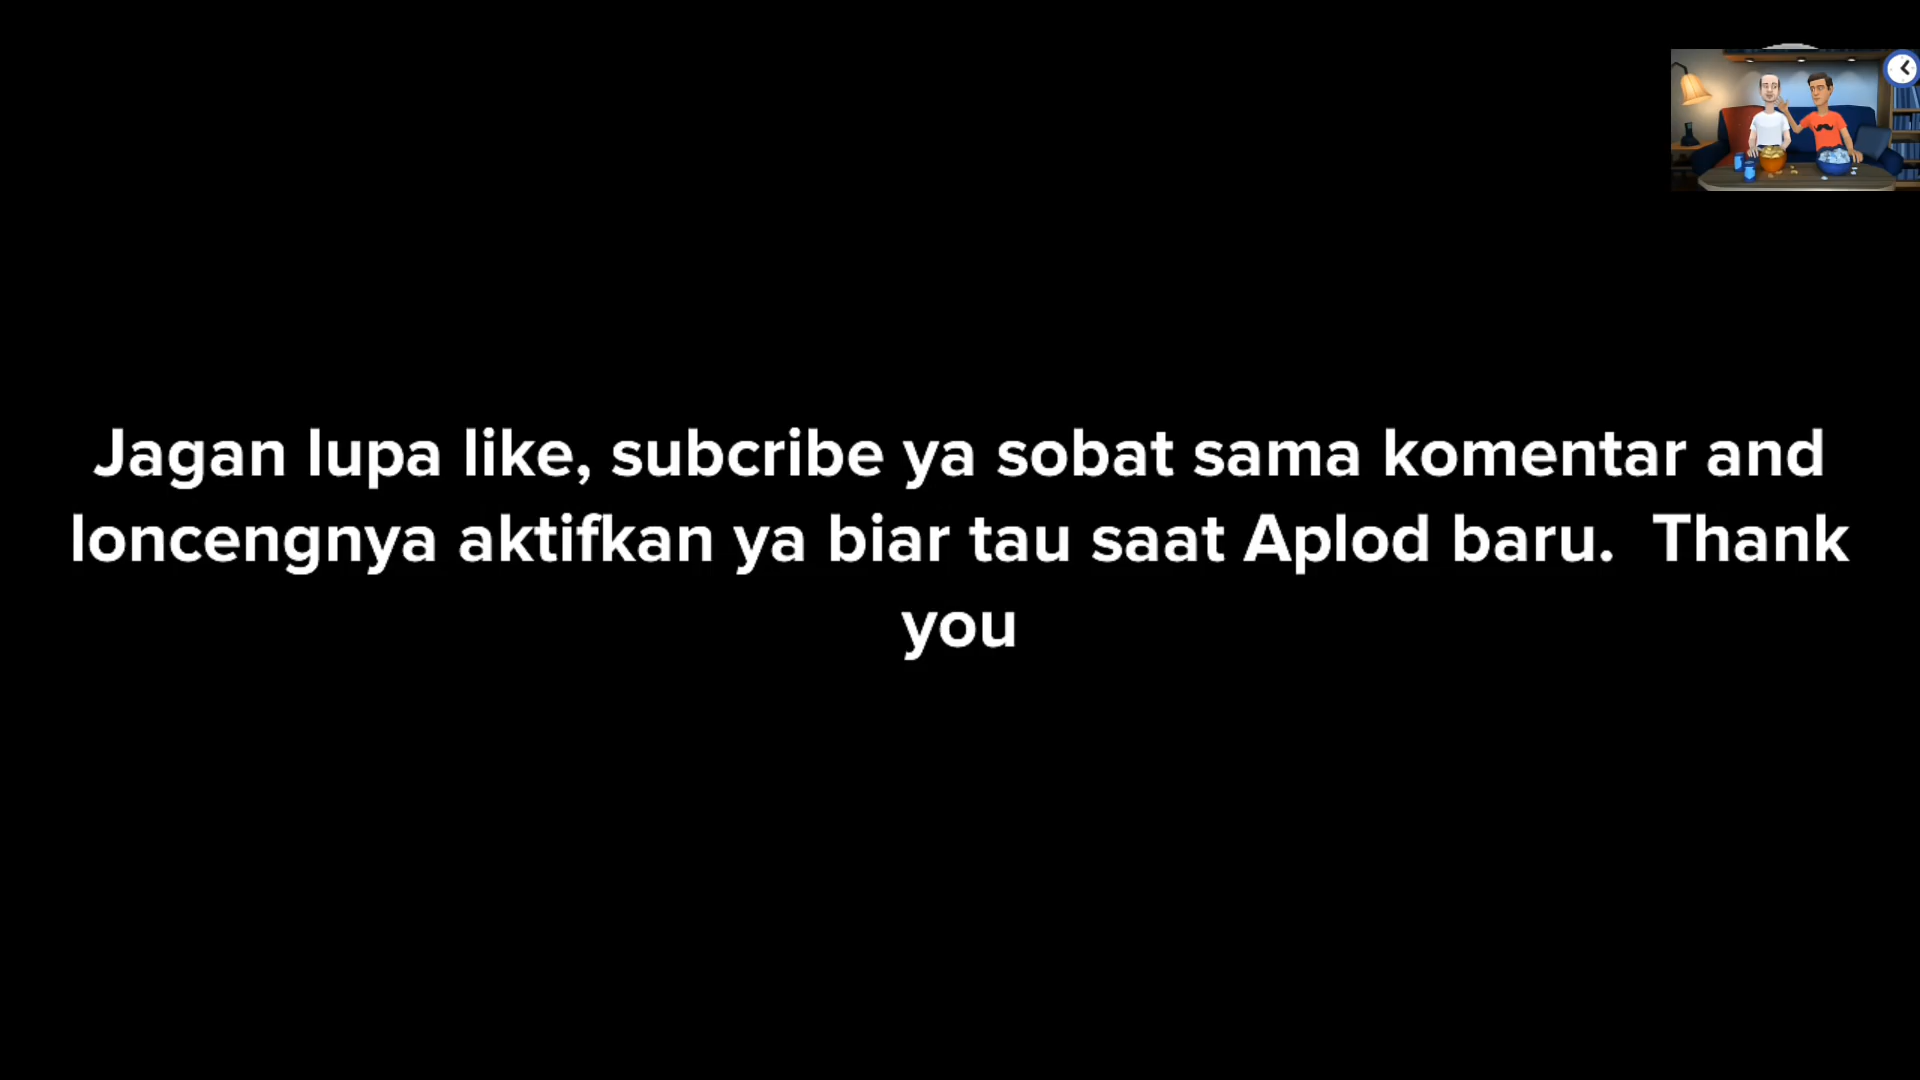 Jagan lupa like, subcribe ya sobat sama komentar and
loncengnya aktifkan ya biar tau saat Aplod baru.  Thank
you